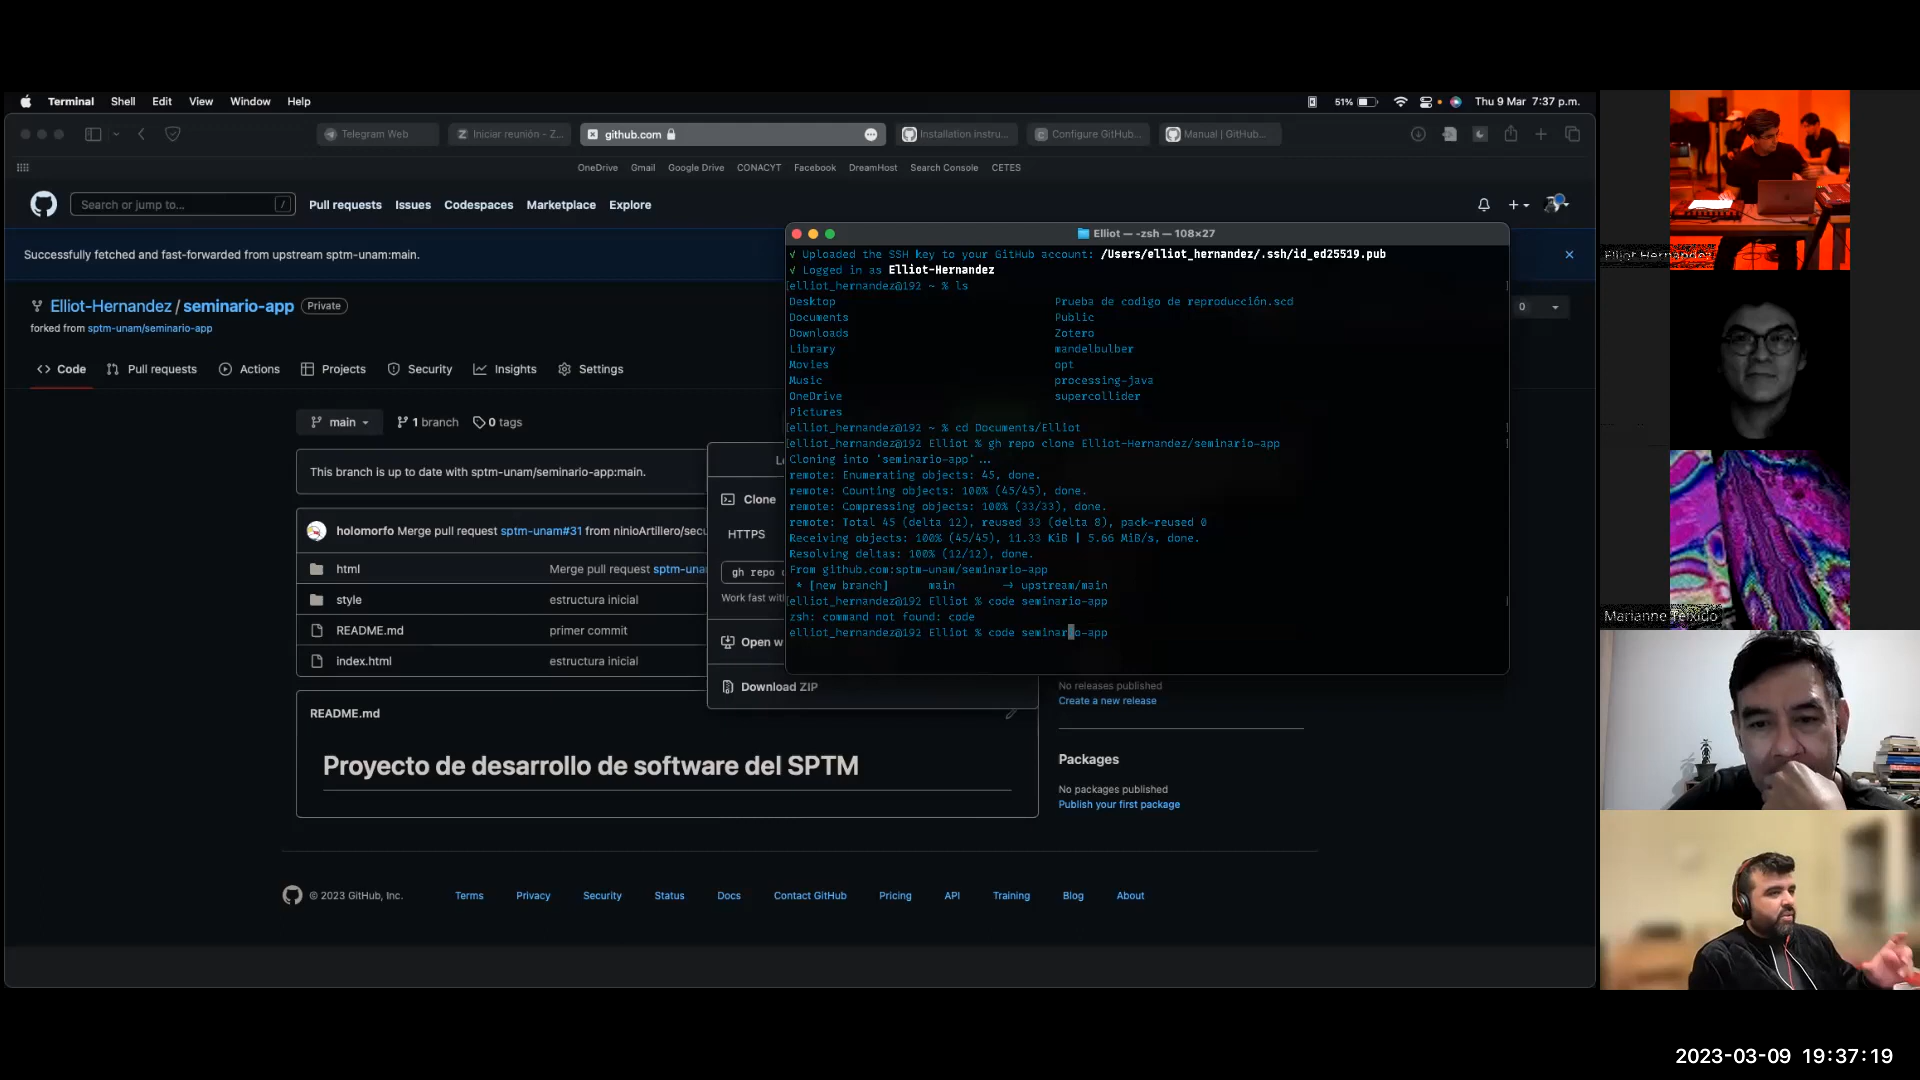 Terminal Shell Edit View Window Help
51% Thu 9 Mar 7:37 p.m.
Telegram Web
Iniciar reunión - Z...
github.com
Installation instru...
Configure GitHub...
Manual | GitHub...
OneDrive Gmail Google Drive CONACYT Facebook DreamHost Search Console CETES
Search or jump to... /
Pull requests Issues Codespaces Marketplace Explore
Successfully fetched and fast-forwarded from upstream sptm-unam:main.
Elliot-Hernandez / seminario-app Private
0
forked from sptm-unam/seminario-app
Code Pull requests Actions Projects Security Insights Settings
main 1 branch 0 tags
This branch is up to date with sptm-unam/seminario-app:main.
holomorfo Merge pull request sptm-unam#31 from ninioArtillero/secu
html Merge pull request sptm-una
style estructura inicial
README.md primer commit
index.html estructura inicial
Clone
HTTPS
gh repo
Work fast wit
Open w
Download ZIP
README.md
Proyecto de desarrollo de software del SPTM
No releases published
Create a new release
Packages
No packages published
Publish your first package
© 2023 GitHub, Inc. Terms Privacy Security Status Docs Contact GitHub Pricing API Training Blog About
Elliot — -zsh — 108×27
√ Uploaded the SSH key to your GitHub account: /Users/elliot_hernandez/.ssh/id_ed25519.pub
√ Logged in as Elliot-Hernandez
[elliot_hernandez@192 ~ % ls ]
Desktop Prueba de codigo de reproducción.scd
Documents Public
Downloads Zotero
Library mandelbulber
Movies opt
Music processing-java
OneDrive supercollider
Pictures
[elliot_hernandez@192 ~ % cd Documents/Elliot ]
[elliot_hernandez@192 Elliot % gh repo clone Elliot-Hernandez/seminario-app ]
Cloning into 'seminario-app'...
remote: Enumerating objects: 45, done.
remote: Counting objects: 100% (45/45), done.
remote: Compressing objects: 100% (33/33), done.
remote: Total 45 (delta 12), reused 33 (delta 8), pack-reused 0
Receiving objects: 100% (45/45), 11.33 KiB | 5.66 MiB/s, done.
Resolving deltas: 100% (12/12), done.
From github.com:sptm-unam/seminario-app
* [new branch] main -> upstream/main
[elliot_hernandez@192 Elliot % code seminario-app ]
zsh: command not found: code
elliot_hernandez@192 Elliot % code seminario-app
Elliot Hernández
Marianne Teixido
2023-03-09 19:37:19